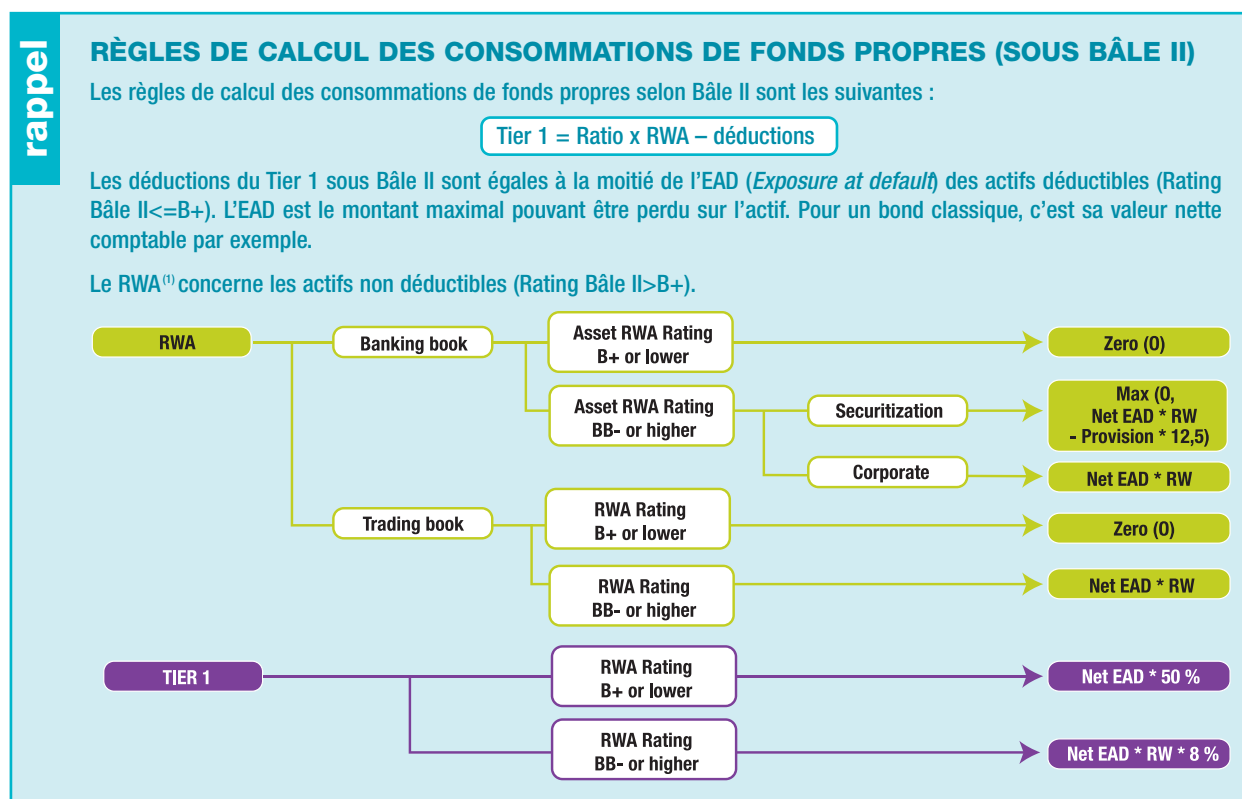 rappel
RÈGLES DE CALCUL DES CONSOMMATIONS DE FONDS PROPRES (SOUS BÂLE II)
Les règles de calcul des consommations de fonds propres selon Bâle II sont les suivantes :
Tier 1 = Ratio x RWA – déductions
Les déductions du Tier 1 sous Bâle II sont égales à la moitié de l'EAD (Exposure at default) des actifs déductibles (Rating
Bâle II<=B+). L'EAD est le montant maximal pouvant être perdu sur l'actif. Pour un bond classique, c'est sa valeur nette
comptable par exemple.
Le RWA(1) concerne les actifs non déductibles (Rating Bâle II>B+).
RWA
Banking book
Asset RWA Rating
B+ or lower
Zero (0)
Asset RWA Rating
BB- or higher
Securitization
Max (0,
Net EAD * RW
- Provision * 12,5)
Corporate
Net EAD * RW
Trading book
RWA Rating
B+ or lower
Zero (0)
RWA Rating
BB- or higher
Net EAD * RW
TIER 1
RWA Rating
B+ or lower
Net EAD * 50 %
RWA Rating
BB- or higher
Net EAD * RW * 8 %